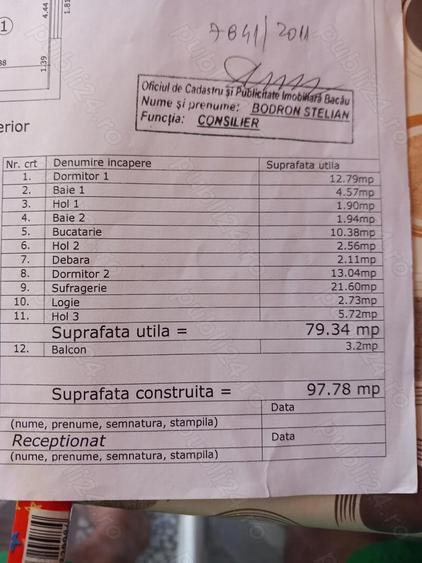 4.44
1.81
1
1.39
7841/2011
Oficiul de Cadastru şi Publicitate Imobiliară Bacău
Nume şi prenume: BODRON STELIAN
Funcţia: CONSILIER
erior
Nr. crt Denumire incapere Suprafata utila
1. Dormitor 1 12.79mp
2. Baie 1 4.57mp
3. Hol 1 1.90mp
4. Baie 2 1.94mp
5. Bucatarie 10.38mp
6. Hol 2 2.56mp
7. Debara 2.11mp
8. Dormitor 2 13.04mp
9. Sufragerie 21.60mp
10. Logie 2.73mp
11. Hol 3 5.72mp
Suprafata utila = 79.34 mp
12. Balcon 3.2mp
Suprafata construita = 97.78 mp
Data
(nume, prenume, semnatura, stampila)
Receptionat Data
(nume, prenume, semnatura, stampila)
publi24.ro